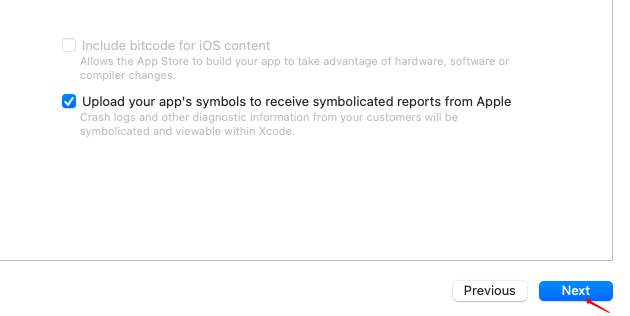 Include bitcode for iOS content
Allows the App Store to build your app to take advantage of hardware, software or
compiler changes.
Upload your app's symbols to receive symbolicated reports from Apple
Crash logs and other diagnostic information from your customers will be
symbolicated and viewable within Xcode.
Previous
Next